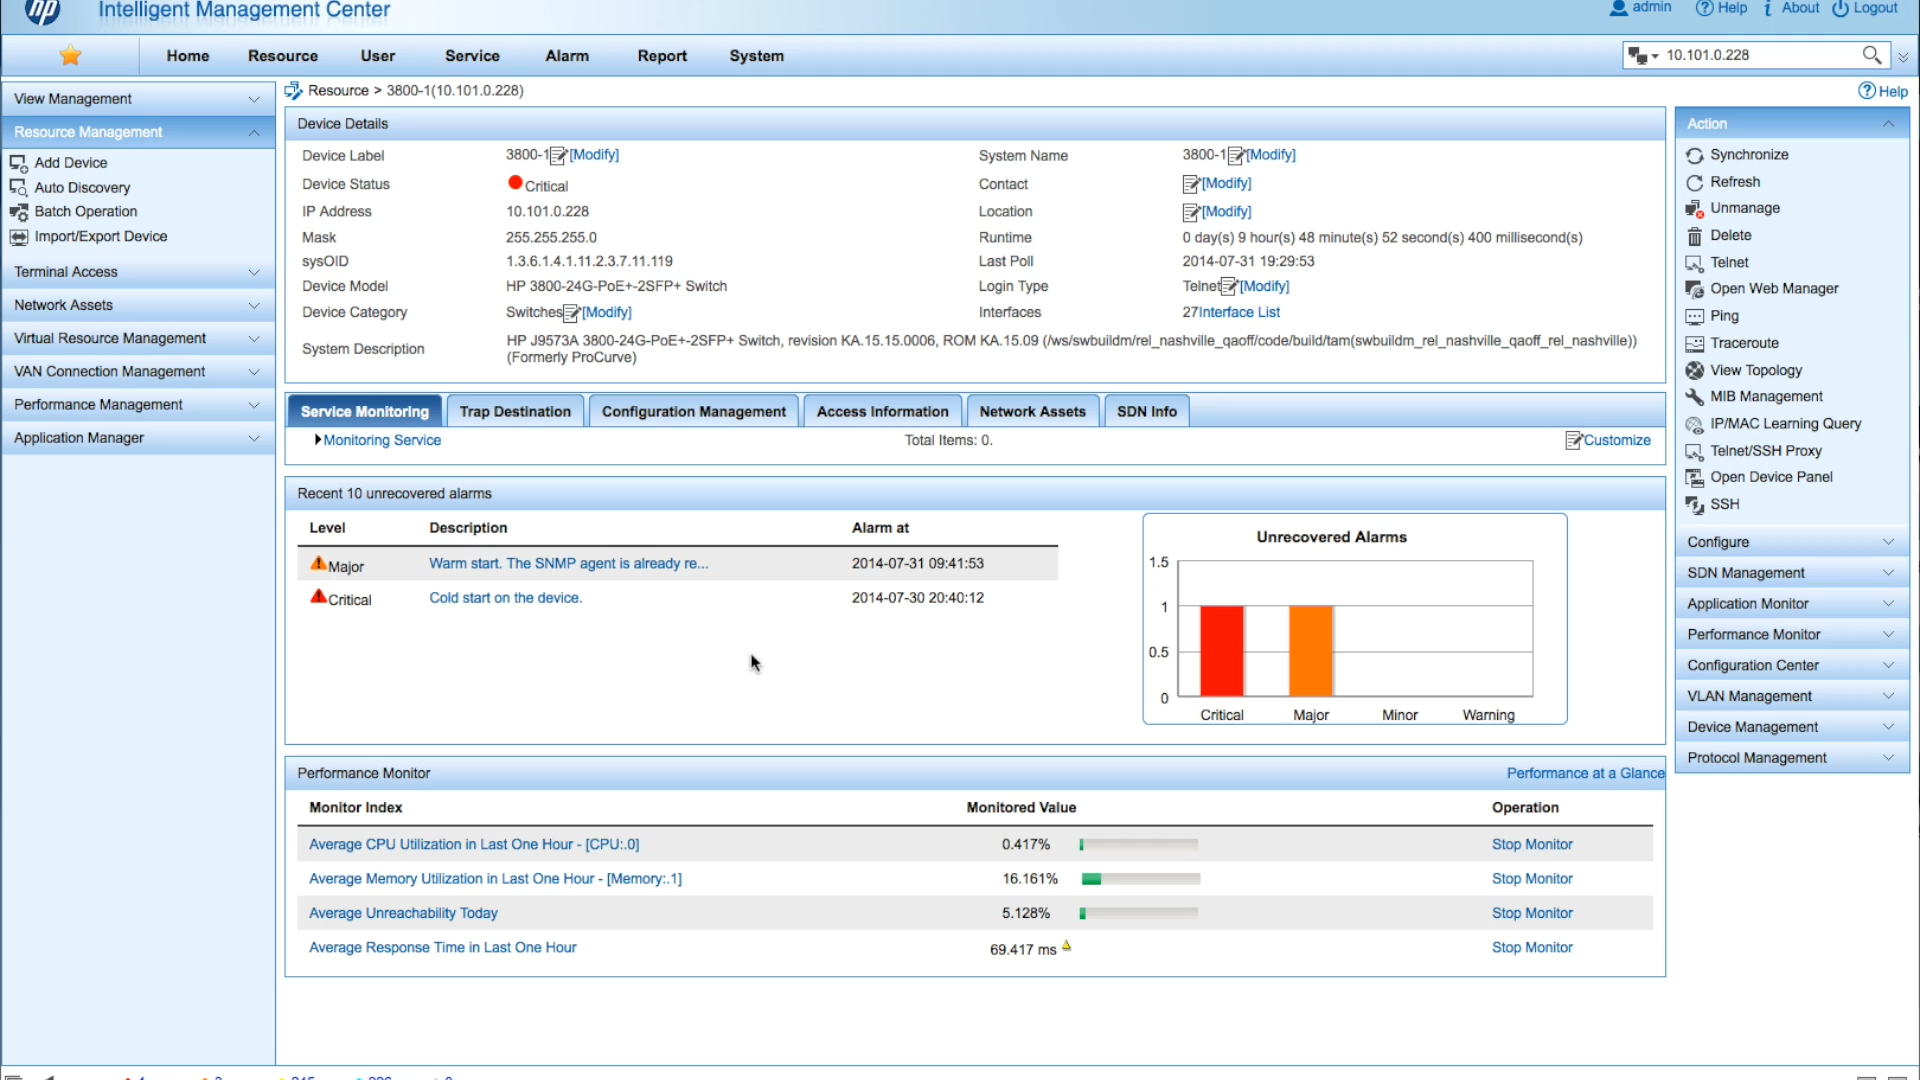 hp Intelligent Management Center
admin Help About Logout
Home Resource User Service Alarm Report System
10.101.0.228
View Management
Resource Management
Add Device
Auto Discovery
Batch Operation
Import/Export Device
Terminal Access
Network Assets
Virtual Resource Management
VAN Connection Management
Performance Management
Application Manager
Resource > 3800-1(10.101.0.228)
Help
Device Details
Device Label 3800-1[Modify] System Name 3800-1[Modify]
Device Status Critical Contact [Modify]
IP Address 10.101.0.228 Location [Modify]
Mask 255.255.255.0 Runtime 0 day(s) 9 hour(s) 48 minute(s) 52 second(s) 400 millisecond(s)
sysOID 1.3.6.1.4.1.11.2.3.7.11.119 Last Poll 2014-07-31 19:29:53
Device Model HP 3800-24G-PoE+-2SFP+ Switch Login Type Telnet[Modify]
Device Category Switches[Modify] Interfaces 27Interface List
System Description HP J9573A 3800-24G-PoE+-2SFP+ Switch, revision KA.15.15.0006, ROM KA.15.09 (/ws/swbuildm/rel_nashville_qaoff/code/build/tam(swbuildm_rel_nashville_qaoff_rel_nashville))
(Formerly ProCurve)
Service Monitoring Trap Destination Configuration Management Access Information Network Assets SDN Info
Monitoring Service Total Items: 0. Customize
Recent 10 unrecovered alarms
Level Description Alarm at
Major Warm start. The SNMP agent is already re... 2014-07-31 09:41:53
Critical Cold start on the device. 2014-07-30 20:40:12
Unrecovered Alarms
1.5
1
0.5
0
Critical Major Minor Warning
Performance Monitor Performance at a Glance
Monitor Index Monitored Value Operation
Average CPU Utilization in Last One Hour - [CPU:.0] 0.417% Stop Monitor
Average Memory Utilization in Last One Hour - [Memory:.1] 16.161% Stop Monitor
Average Unreachability Today 5.128% Stop Monitor
Average Response Time in Last One Hour 69.417 ms Stop Monitor
Action
Synchronize
Refresh
Unmanage
Delete
Telnet
Open Web Manager
Ping
Traceroute
View Topology
MIB Management
IP/MAC Learning Query
Telnet/SSH Proxy
Open Device Panel
SSH
Configure
SDN Management
Application Monitor
Performance Monitor
Configuration Center
VLAN Management
Device Management
Protocol Management